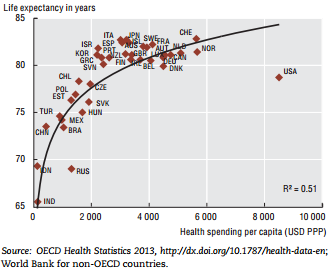 Life expectancy in years
85
80
75
70
65
ITA
JPN
ESP
AUS
SWE
FRA
CHE
ISR
KOR
PRT
NZL
GBR
AUT
NLD
NOR
GRC
SVN
FIN
BEL
DNK
USA
CHL
POL
EST
CZE
SVK
TUR
HUN
CHN
MEX
BRA
IDN
RUS
IND
R² = 0.51
0
2 000
4 000
6 000
8 000
10 000
Health spending per capita (USD PPP)
Source: OECD Health Statistics 2013, http://dx.doi.org/10.1787/health-data-en;
World Bank for non-OECD countries.